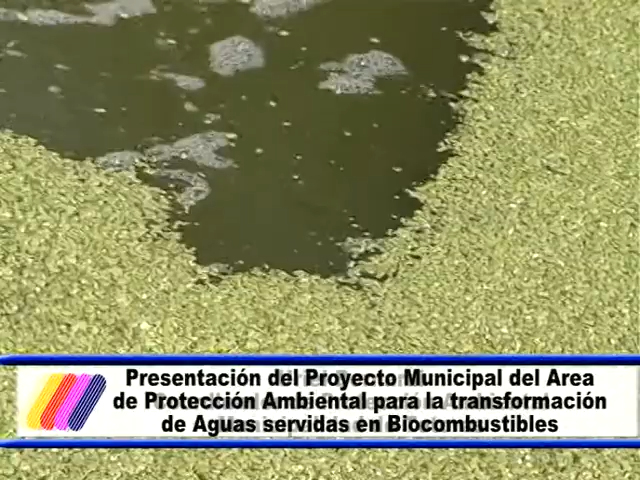 Presentación del Proyecto Municipal del Area
de Protección Ambiental para la transformación
de Aguas servidas en Biocombustibles